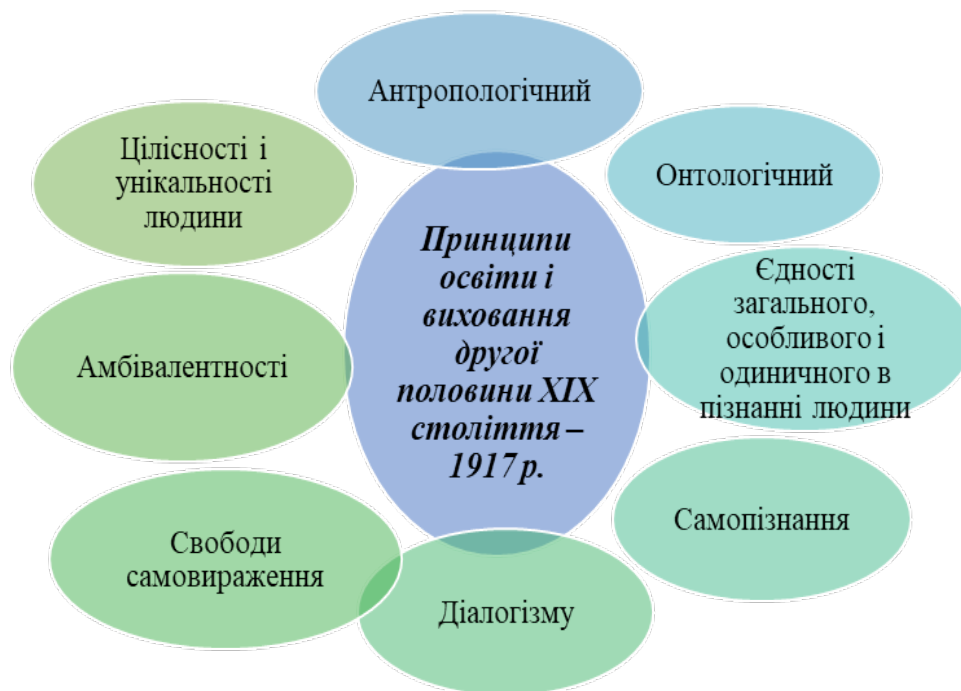 Антропологічний
Онтологічний
Єдності
загального,
особливого і
одиничного в
пізнанні людини
Самопізнання
Діалогізму
Свободи
самовираження
Амбівалентності
Цілісності і
унікальності
людини
Принципи
освіти і
виховання
другої
половини XIX
століття –
1917 р.